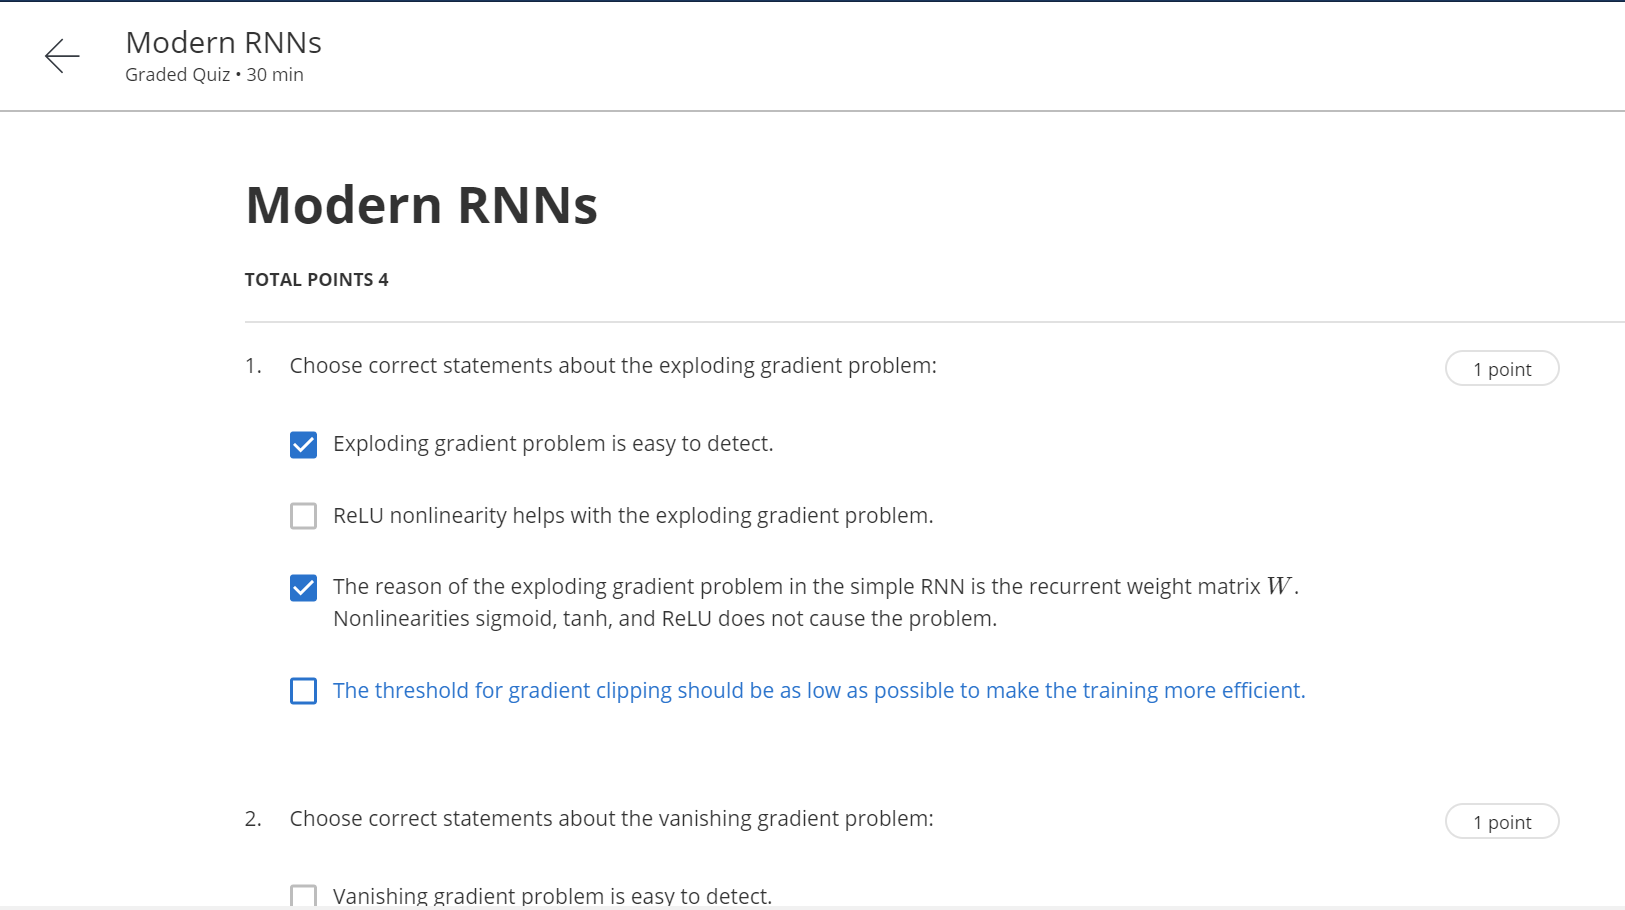 Modern RNNs
Graded Quiz • 30 min
Modern RNNs
TOTAL POINTS 4
1. Choose correct statements about the exploding gradient problem:
1 point
Exploding gradient problem is easy to detect.
ReLU nonlinearity helps with the exploding gradient problem.
The reason of the exploding gradient problem in the simple RNN is the recurrent weight matrix W.
Nonlinearities sigmoid, tanh, and ReLU does not cause the problem.
The threshold for gradient clipping should be as low as possible to make the training more efficient.
2. Choose correct statements about the vanishing gradient problem:
1 point
Vanishing gradient problem is easy to detect.